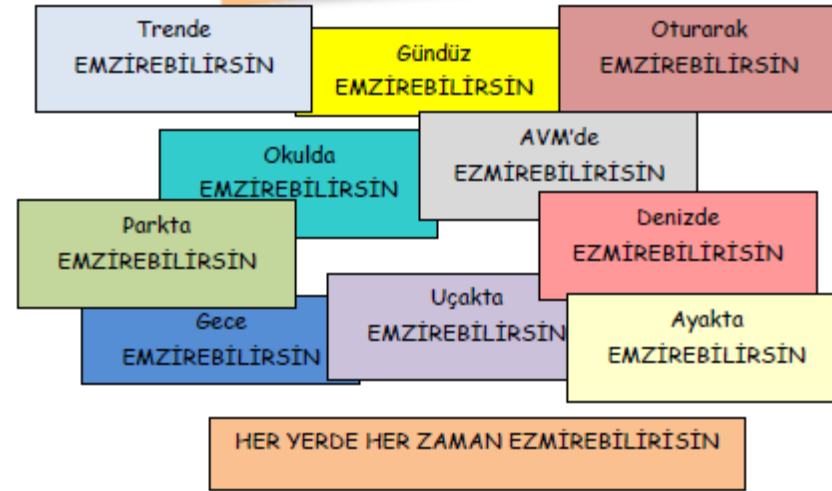 Trende
EMZİREBİLİRSİN
Gündüz
EMZİREBİLİRSİN
Oturarak
EMZİREBİLİRSİN
Okulda
EMZİREBİLİRSİN
AVM'de
EZMİREBİLİRİSİN
Parkta
EMZİREBİLİRSİN
Denizde
EZMİREBİLİRİSİN
Gece
EMZİREBİLİRSİN
Uçakta
EMZİREBİLİRSİN
Ayakta
EMZİREBİLİRSİN
HER YERDE HER ZAMAN EZMİREBİLİRİSİN